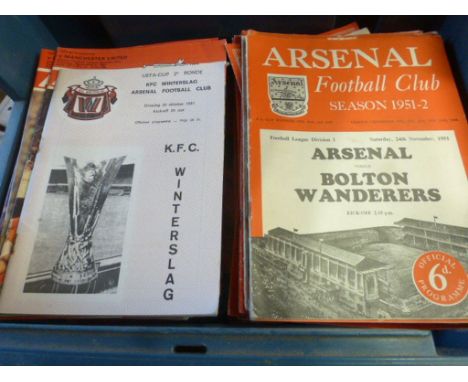 MANCHESTER UNITED
UEFA-CUP 2e RONDE
KFC WINTERSLAG
ARSENAL FOOTBALL CLUB
Officieel programma
K.F.C.
WINTERSLAG
ARSENAL
Football Club
SEASON 1951-2
Football League Division I Saturday, 24th November, 1951
ARSENAL
versus
BOLTON
WANDERERS
KICK-OFF 2.15 p.m.
OFFICIAL
6d.
PROGRAMME